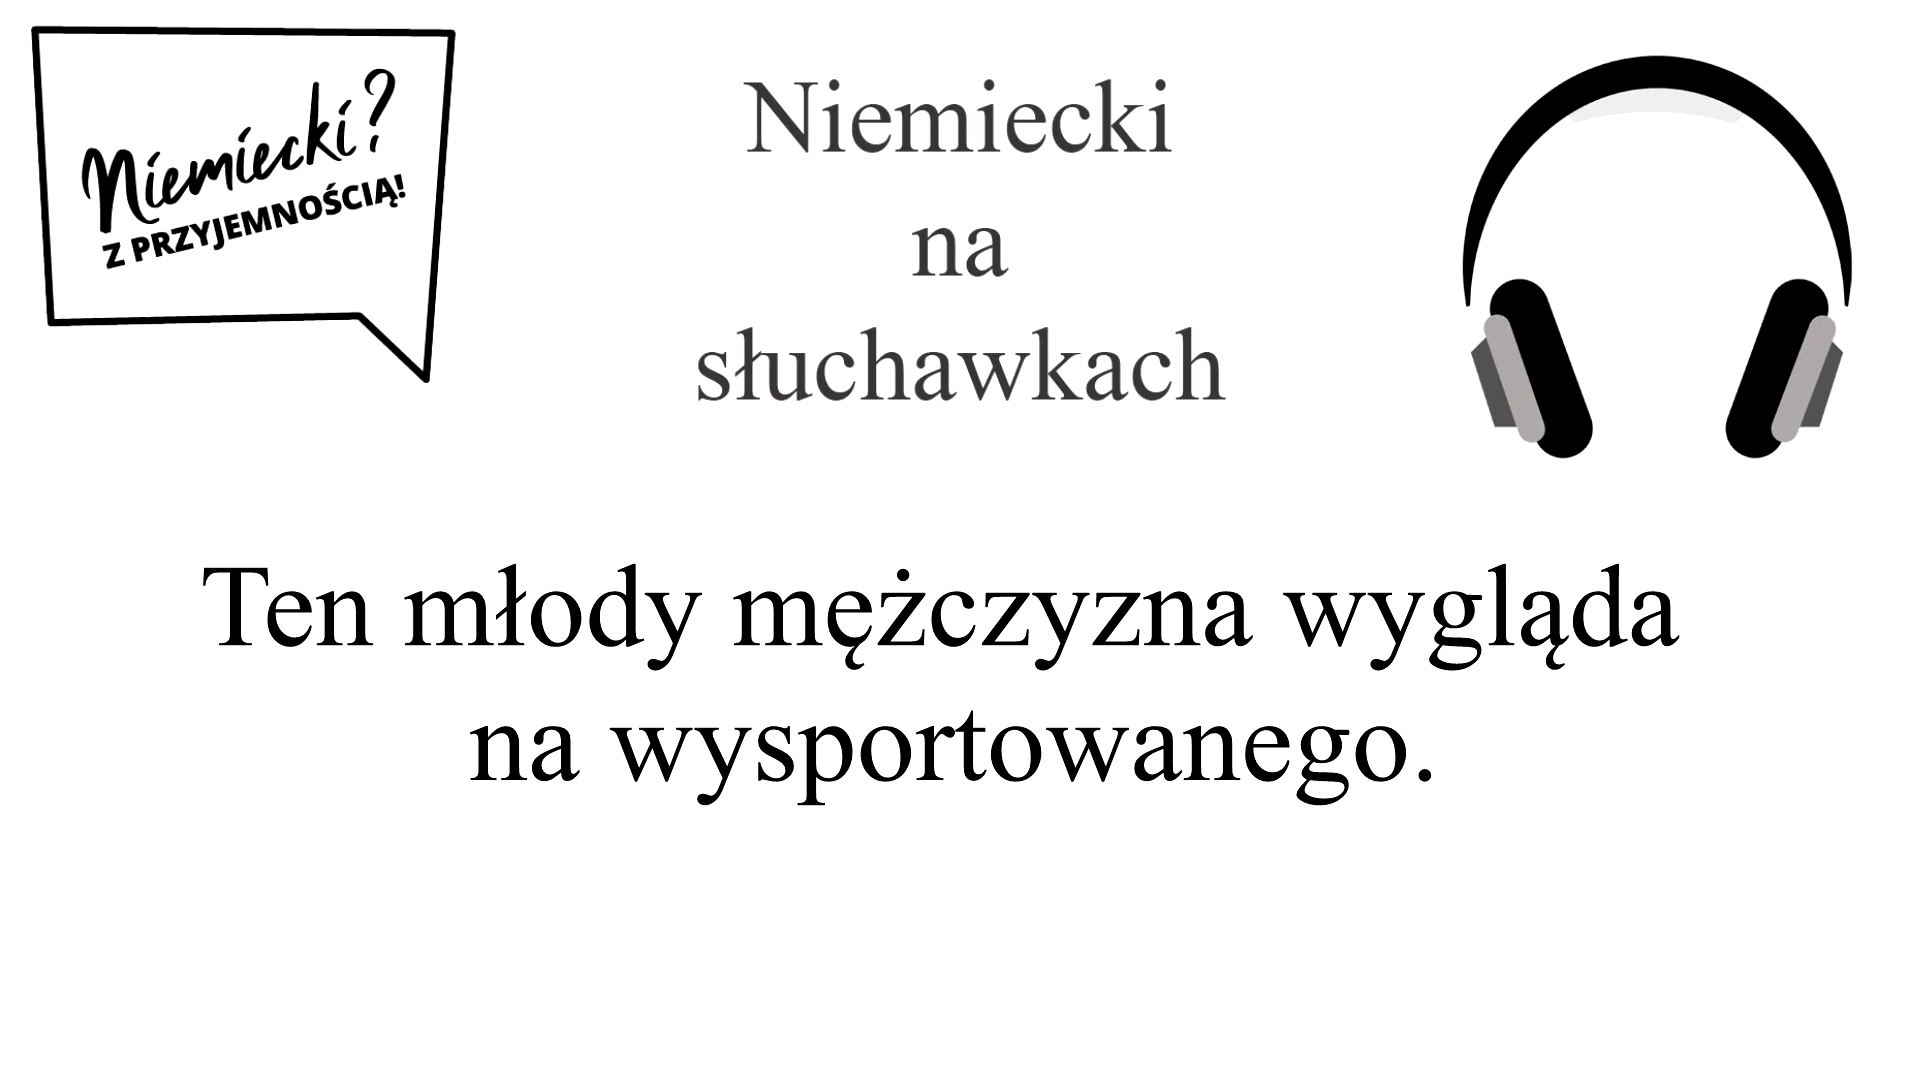 Niemiecki?
Z PRZYJEMNOŚCIĄ!
Niemiecki
na
słuchawkach
Ten młody mężczyzna wygląda
na wysportowanego.